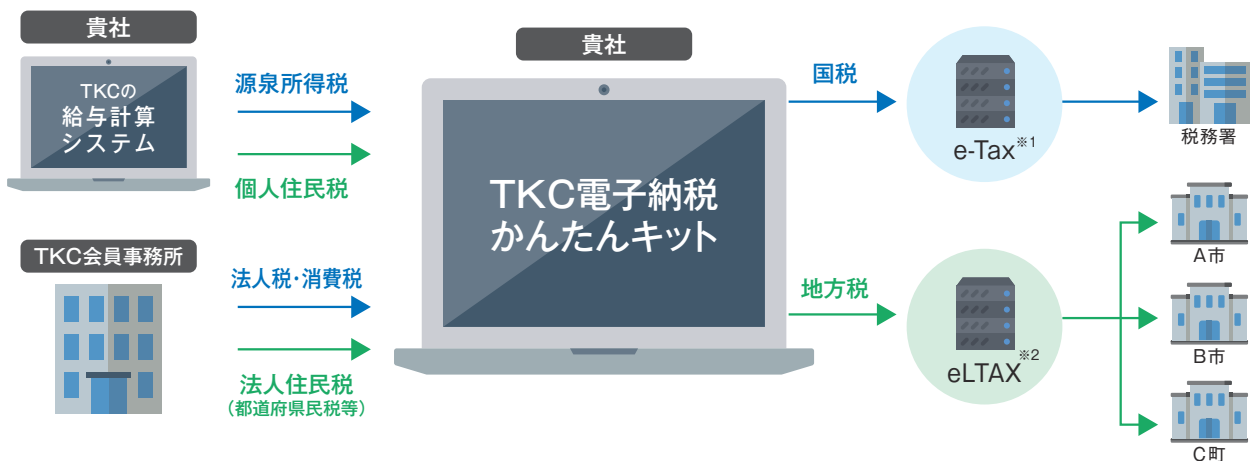 貴社
TKCの
給与計算
システム
源泉所得税
個人住民税
TKC会員事務所
法人税・消費税
法人住民税
(都道府県民税等)
貴社
TKC電子納税
かんたんキット
国税
地方税
e-Tax※1
eLTAX※2
税務署
A市
B市
C町